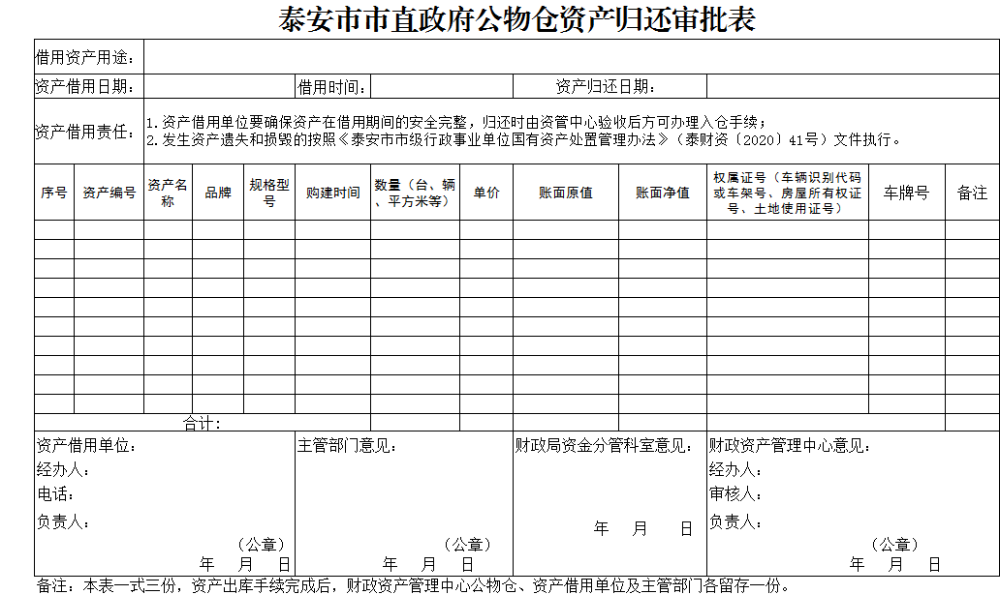 泰安市市直政府公物仓资产归还审批表
借用资产用途：
资产借用日期： 借用时间： 资产归还日期：
资产借用责任：
1.资产借用单位要确保资产在借用期间的安全完整，归还时由资管中心验收后方可办理入仓手续；
2.发生资产遗失和损毁的按照《泰安市市级行政事业单位国有资产处置管理办法》（泰财资〔2020〕41号）文件执行。
序号
资产编号
资产名
称
品牌
规格型
号
购建时间
数量（台、辆
、平方米等）
单价
账面原值
账面净值
权属证号（车辆识别代码
或车架号、房屋所有权证
号、土地使用证号）
车牌号
备注
合计：
资产借用单位：
经办人：
电话：
负责人：
（公章）
年 月 日
主管部门意见：
（公章）
年 月 日
财政局资金分管科室意见：
年 月 日
财政资产管理中心意见：
经办人：
审核人：
负责人：
（公章）
年 月 日
备注：本表一式三份，资产出库手续完成后，财政资产管理中心公物仓、资产借用单位及主管部门各留存一份。